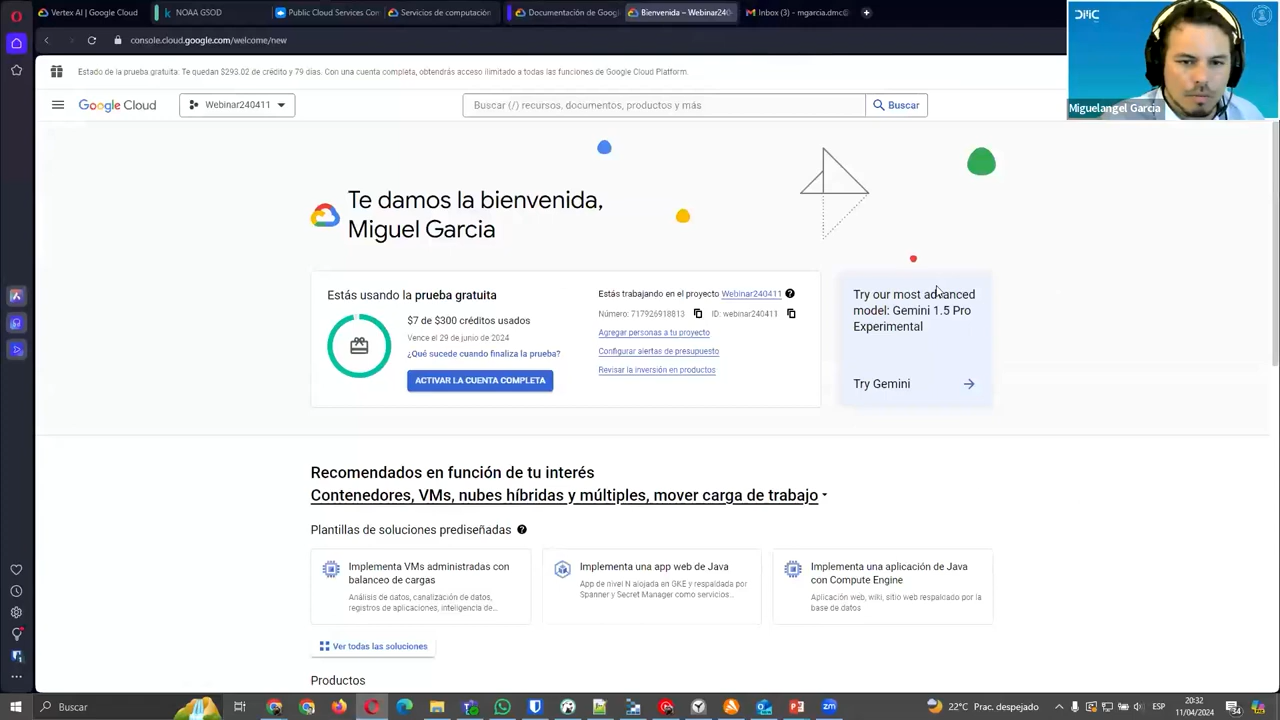 Vertex AI | Google Cloud
NOAA GSOD
Public Cloud Services Com
Servicios de computación
Documentación de Googl
Bienvenida – Webinar240
Inbox (3) - mgarcia.dmc@
console.cloud.google.com/welcome/new
Estado de la prueba gratuita: Te quedan $293.02 de crédito y 79 días. Con una cuenta completa, obtendrás acceso ilimitado a todas las funciones de Google Cloud Platform.
DMC
Miguelangel Garcia
Google Cloud
Webinar240411
Buscar (/) recursos, documentos, productos y más
Buscar
Te damos la bienvenida,
Miguel Garcia
Estás usando la prueba gratuita
$7 de $300 créditos usados
Vence el 29 de junio de 2024
¿Qué sucede cuando finaliza la prueba?
ACTIVAR LA CUENTA COMPLETA
Estás trabajando en el proyecto Webinar240411
Número: 717926918813 ID: webinar240411
Agregar personas a tu proyecto
Configurar alertas de presupuesto
Revisar la inversión en productos
Try our most advanced
model: Gemini 1.5 Pro
Experimental
Try Gemini
Recomendados en función de tu interés
Contenedores, VMs, nubes híbridas y múltiples, mover carga de trabajo
Plantillas de soluciones prediseñadas
Implementa VMs administradas con
balanceo de cargas
Análisis de datos, canalización de datos,
registros de aplicaciones, inteligencia de...
Implementa una app web de Java
App de nivel N alojada en GKE y respaldada por
Spanner y Secret Manager como servicios...
Implementa una aplicación de Java
con Compute Engine
Aplicación web, wiki, sitio web respaldado por la
base de datos
Ver todas las soluciones
Productos
Buscar
22°C Prac. despejado
20:32
11/04/2024